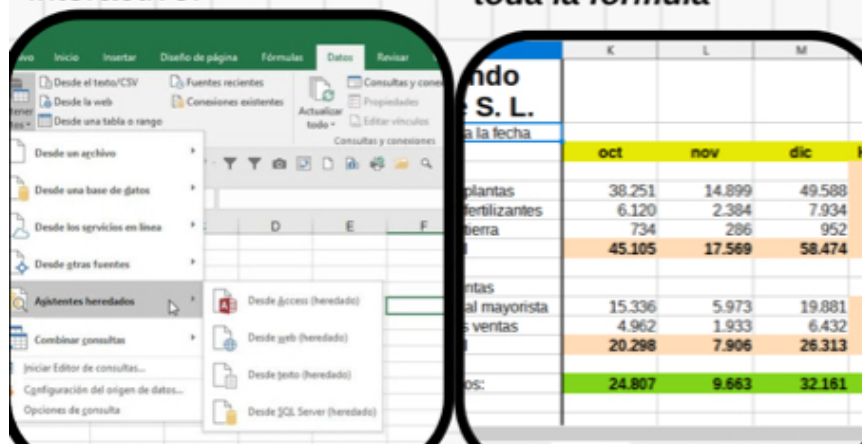 toda la fórmula
Inicio Insertar Diseño de página Fórmulas Datos Revisar
Desde el texto/CSV Fuentes recientes Consultas y conex
Desde la web Conexiones existentes Propiedades
Desde una tabla o rango Actualizar todo Editar vínculos
Consultas y conexiones
Desde un archivo
Desde una base de datos
Desde los servicios en línea
Desde otras fuentes
Asistentes heredados
Combinar consultas
Iniciar Editor de consultas...
Configuración del origen de datos...
Opciones de consulta
D E F
Desde Access (heredado)
Desde web (heredado)
Desde texto (heredado)
Desde SQL Server (heredado)
K L M
ndo
S. L.
a la fecha
oct nov dic
plantas 38.251 14.899 49.588
fertilizantes 6.120 2.384 7.934
tierra 734 286 952
45.105 17.569 58.474
ntas
al mayorista 15.336 5.973 19.881
s ventas 4.962 1.933 6.432
20.298 7.906 26.313
os: 24.807 9.663 32.161